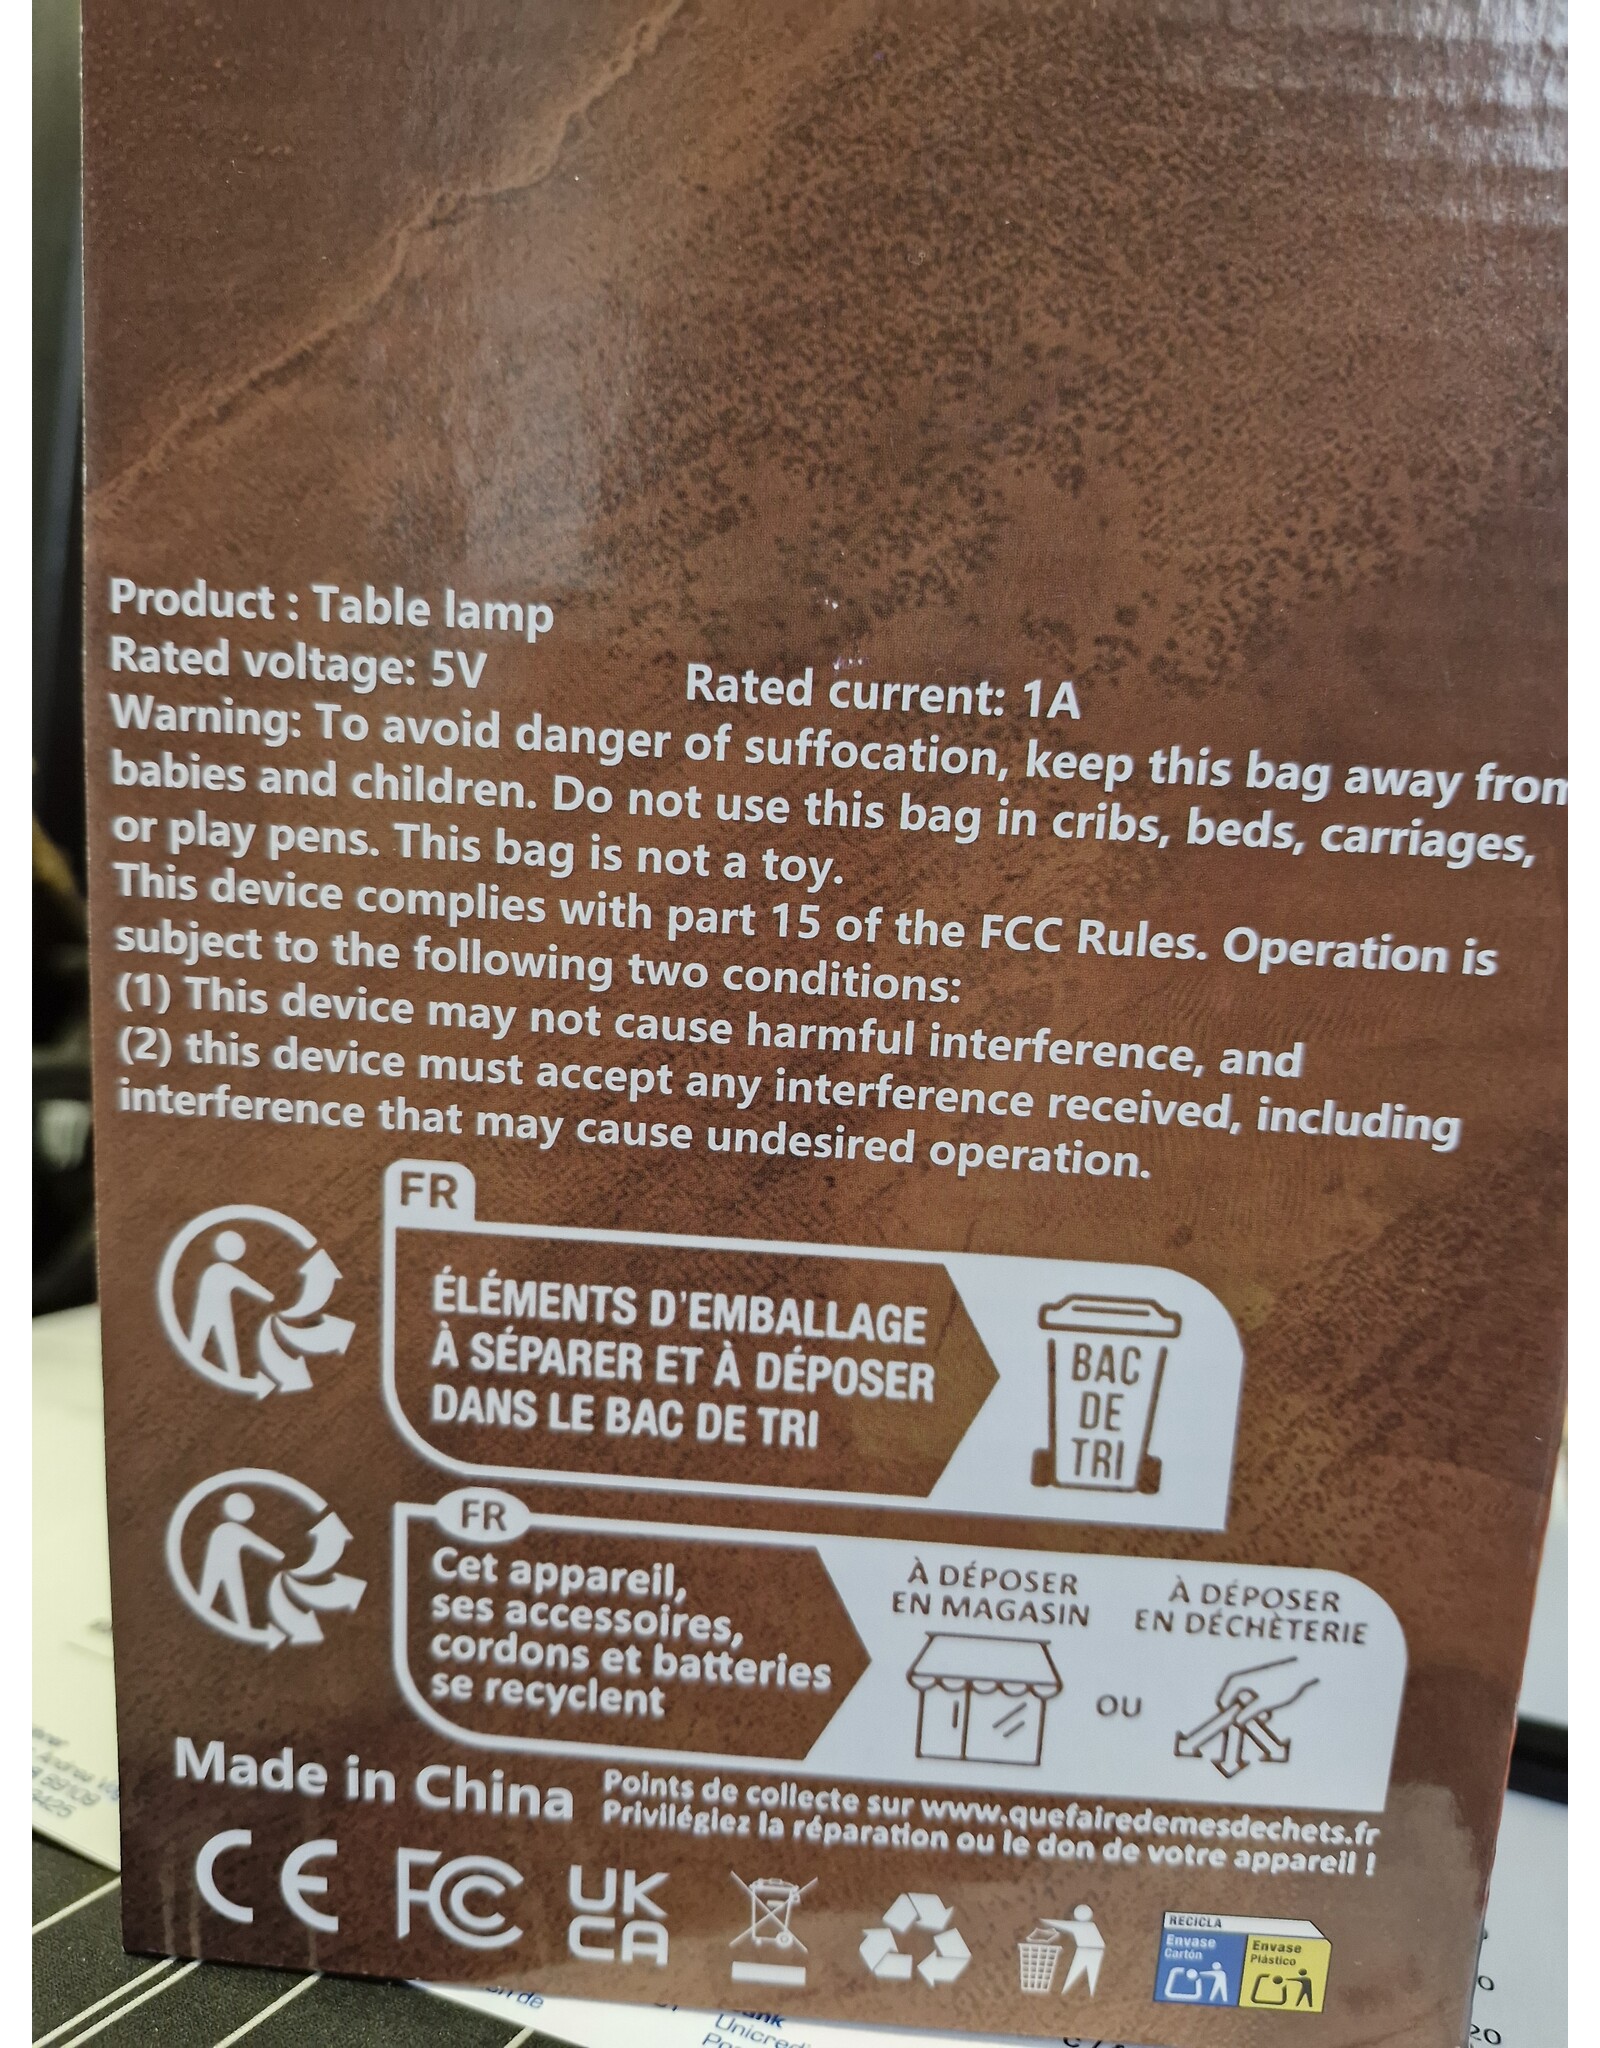 Product : Table lamp
Rated voltage: 5V Rated current: 1A
Warning: To avoid danger of suffocation, keep this bag away from
babies and children. Do not use this bag in cribs, beds, carriages,
or play pens. This bag is not a toy.
This device complies with part 15 of the FCC Rules. Operation is
subject to the following two conditions:
(1) This device may not cause harmful interference, and
(2) this device must accept any interference received, including
interference that may cause undesired operation.
FR
ÉLÉMENTS D'EMBALLAGE
À SÉPARER ET À DÉPOSER
DANS LE BAC DE TRI
BAC
DE
TRI
FR
Cet appareil,
ses accessoires,
cordons et batteries
se recyclent
À DÉPOSER
EN MAGASIN
OU
À DÉPOSER
EN DÉCHÈTERIE
Made in China
Points de collecte sur www.quefairedemesdechets.fr
Privilégiez la réparation ou le don de votre appareil !
CE FC UK
CA
RECICLA
Envase
Cartón
Envase
Plástico